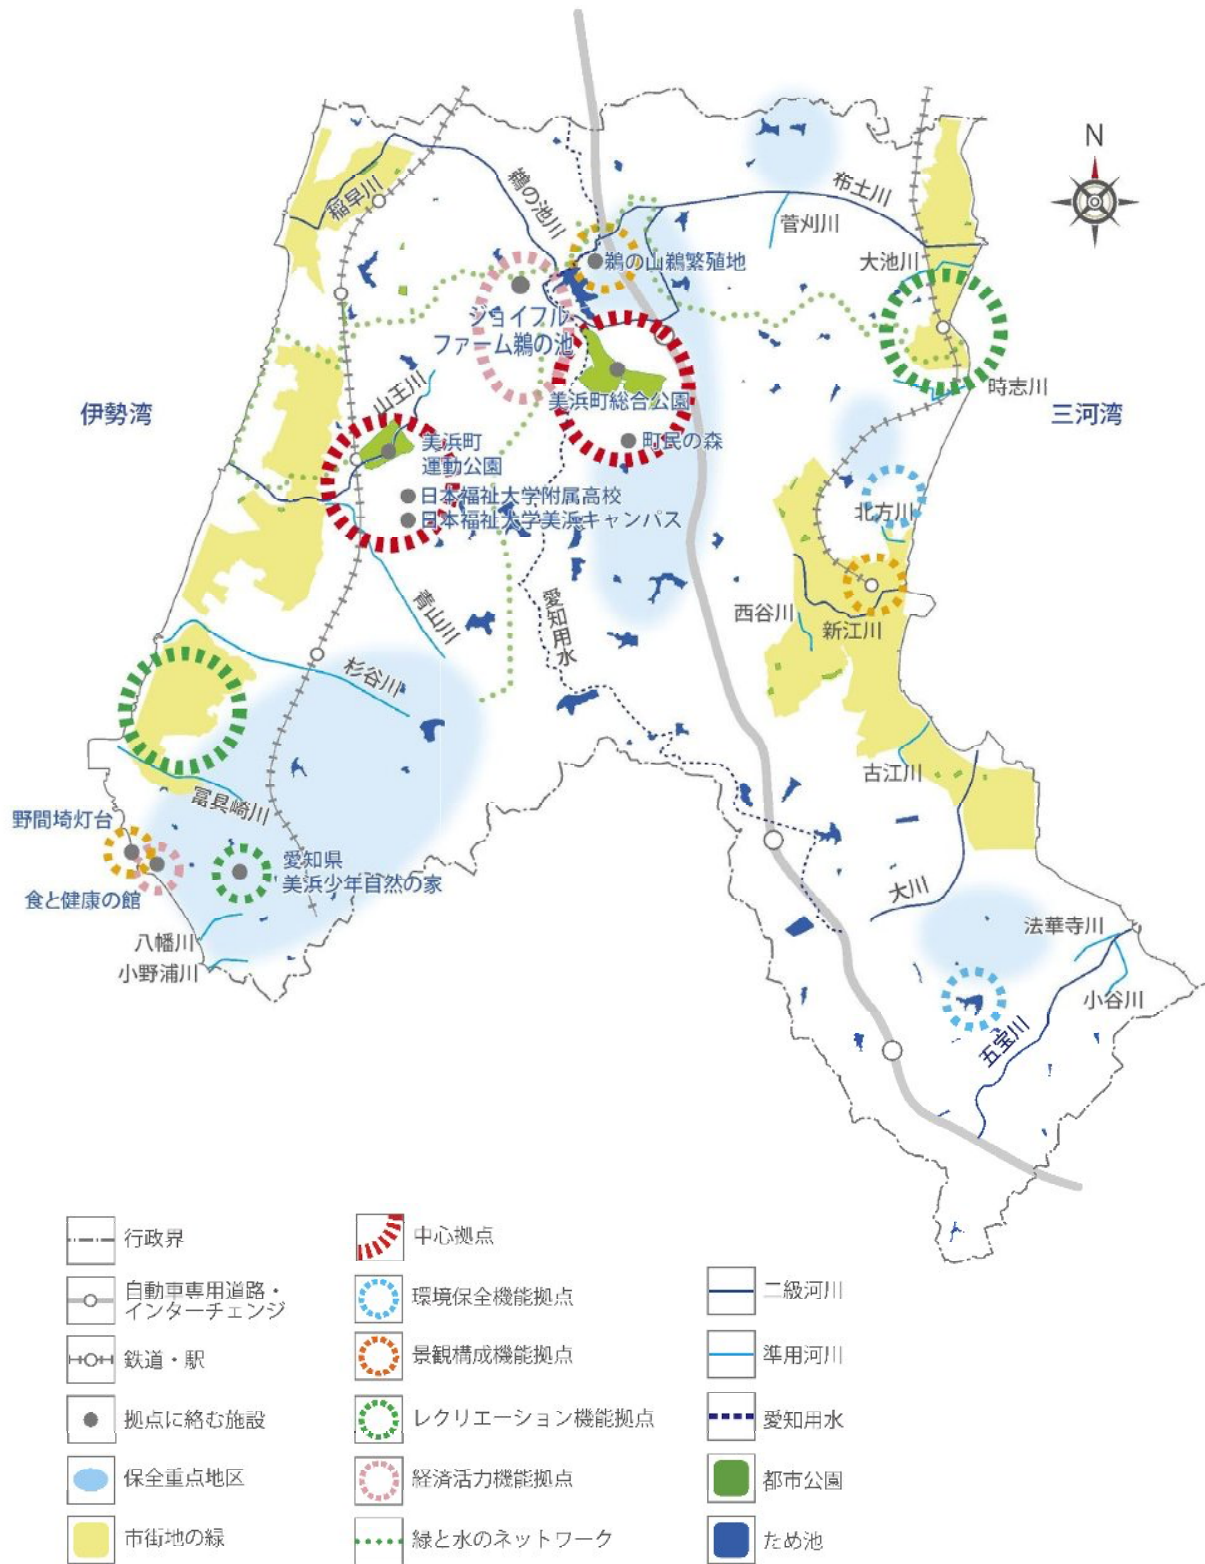 N
稲早川
鵜の池川
布土川
菅刈川
大池川
鵜の山鵜繁殖地
ジョイフル
ファーム鵜の池
時志川
伊勢湾
三河湾
山王川
美浜町総合公園
町民の森
美浜町
運動公園
日本福祉大学附属高校
日本福祉大学美浜キャンパス
北方川
青山川
愛知用水
西谷川
新江川
杉谷川
古江川
冨具崎川
野間埼灯台
食と健康の館
愛知県
美浜少年自然の家
大川
法華寺川
八幡川
小野浦川
小谷川
五宝川
行政界
自動車専用道路・
インターチェンジ
鉄道・駅
拠点に絡む施設
保全重点地区
市街地の緑
中心拠点
環境保全機能拠点
景観構成機能拠点
レクリエーション機能拠点
経済活力機能拠点
緑と水のネットワーク
二級河川
準用河川
愛知用水
都市公園
ため池